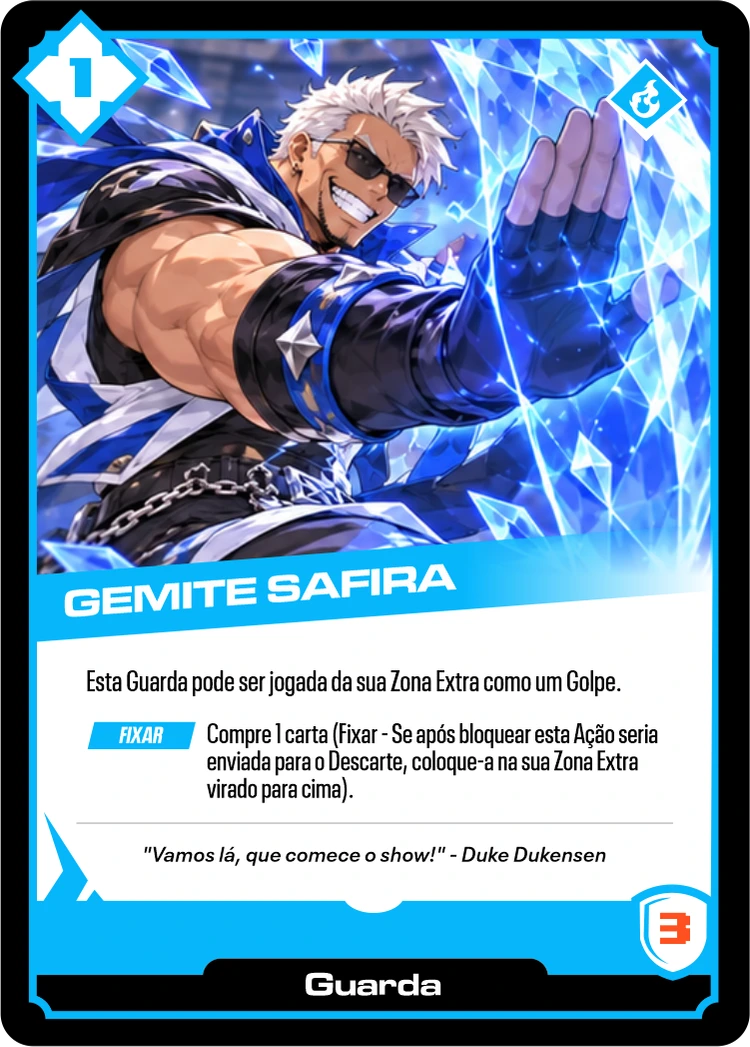 1
GEMITE SAFIRA
Esta Guarda pode ser jogada da sua Zona Extra como um Golpe.
FIXAR
Compre 1 carta (Fixar - Se após bloquear esta Ação seria
enviada para o Descarte, coloque-a na sua Zona Extra
virado para cima).
"Vamos lá, que comece o show!" - Duke Dukensen
3
Guarda